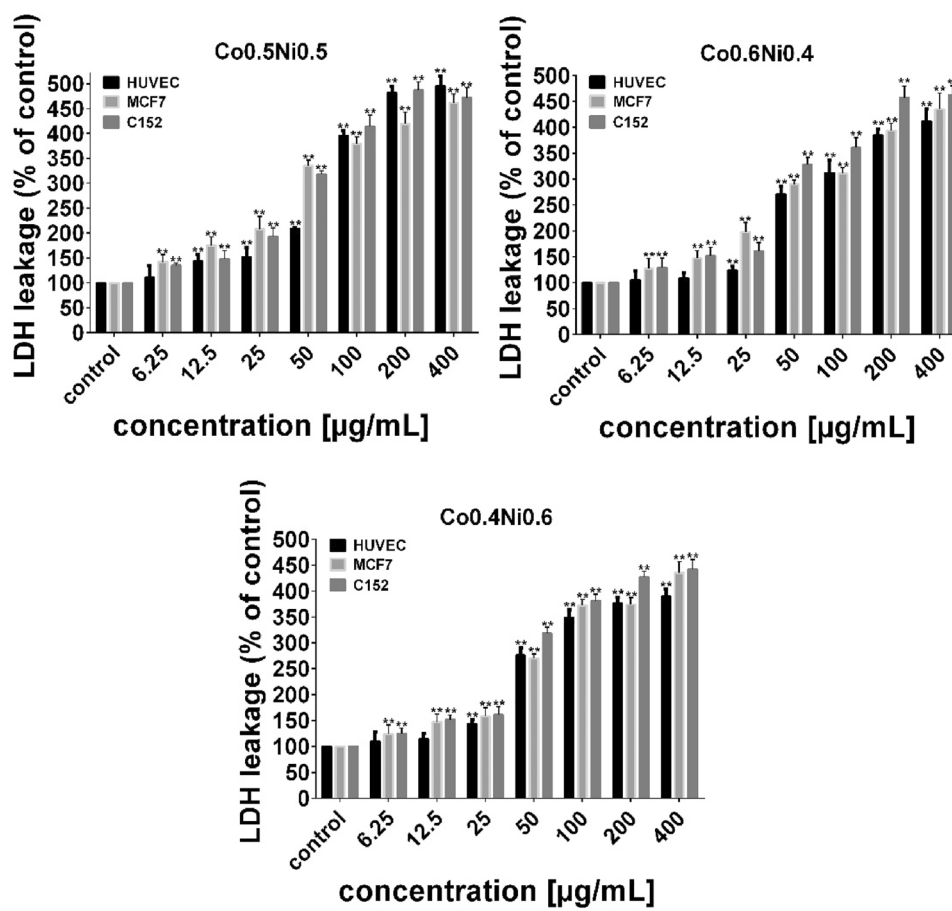 Co0.5Ni0.5
LDH leakage (% of control)
500
450
400
350
300
250
200
150
100
50
0
HUVEC
MCF7
C152
** ** ** ** ** ** ** ** ** ** ** ** ** ** ** ** ** ** ** **
control 6.25 12.5 25 50 100 200 400
concentration [µg/mL]
Co0.6Ni0.4
LDH leakage (% of control)
500
450
400
350
300
250
200
150
100
50
0
HUVEC
MCF7
C152
**** ** ** ** ** ** ** ** ** ** ** ** ** ** ** ** ** **
control 6.25 12.5 25 50 100 200 400
concentration [µg/mL]
Co0.4Ni0.6
LDH leakage (% of control)
500
450
400
350
300
250
200
150
100
50
0
HUVEC
MCF7
C152
** ** ** ** ** ** ** ** ** ** ** ** ** ** ** ** ** ** **
control 6.25 12.5 25 50 100 200 400
concentration [µg/mL]